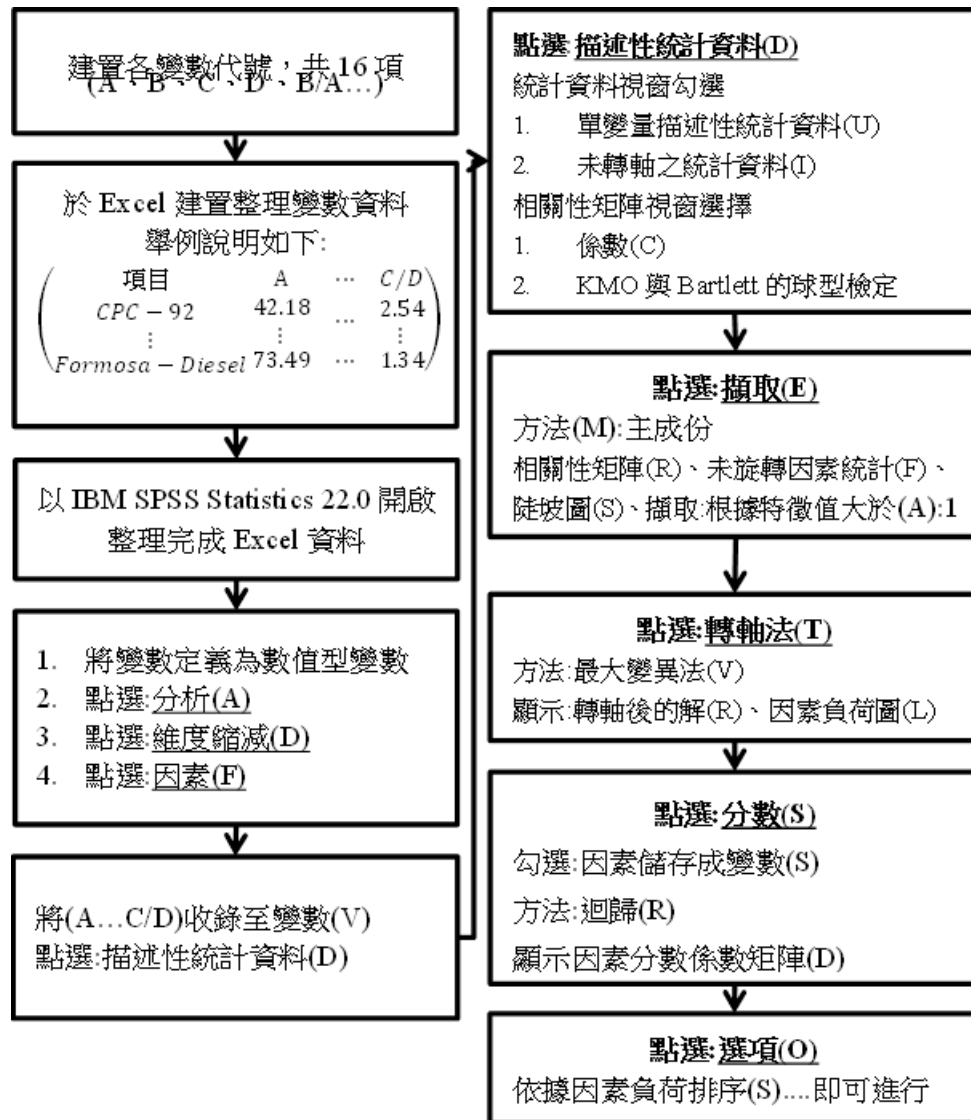 建置各變數代號，共 16 項
(A、B、C、D、B/A…)
於 Excel 建置整理變數資料
舉例說明如下:
項目 A ⋯ C/D
CPC − 92 42.18 … 2.54
⋮ ⋮ ⋮
Formosa − Diesel 73.49 ⋯ 1.34
以 IBM SPSS Statistics 22.0 開啟
整理完成 Excel 資料
1. 將變數定義為數值型變數
2. 點選:分析(A)
3. 點選:維度縮減(D)
4. 點選:因素(F)
將(A…C/D)收錄至變數(V)
點選:描述性統計資料(D)
點選:描述性統計資料(D)
統計資料視窗勾選
1. 單變量描述性統計資料(U)
2. 未轉軸之統計資料(I)
相關性矩陣視窗選擇
1. 係數(C)
2. KMO 與 Bartlett 的球型檢定
點選:擷取(E)
方法(M):主成份
相關性矩陣(R)、未旋轉因素統計(F)、
陡坡圖(S)、擷取:根據特徵值大於(A):1
點選:轉軸法(T)
方法:最大變異法(V)
顯示:轉軸後的解(R)、因素負荷圖(L)
點選:分數(S)
勾選:因素儲存成變數(S)
方法:迴歸(R)
顯示因素分數係數矩陣(D)
點選:選項(O)
依據因素負荷排序(S)....即可進行